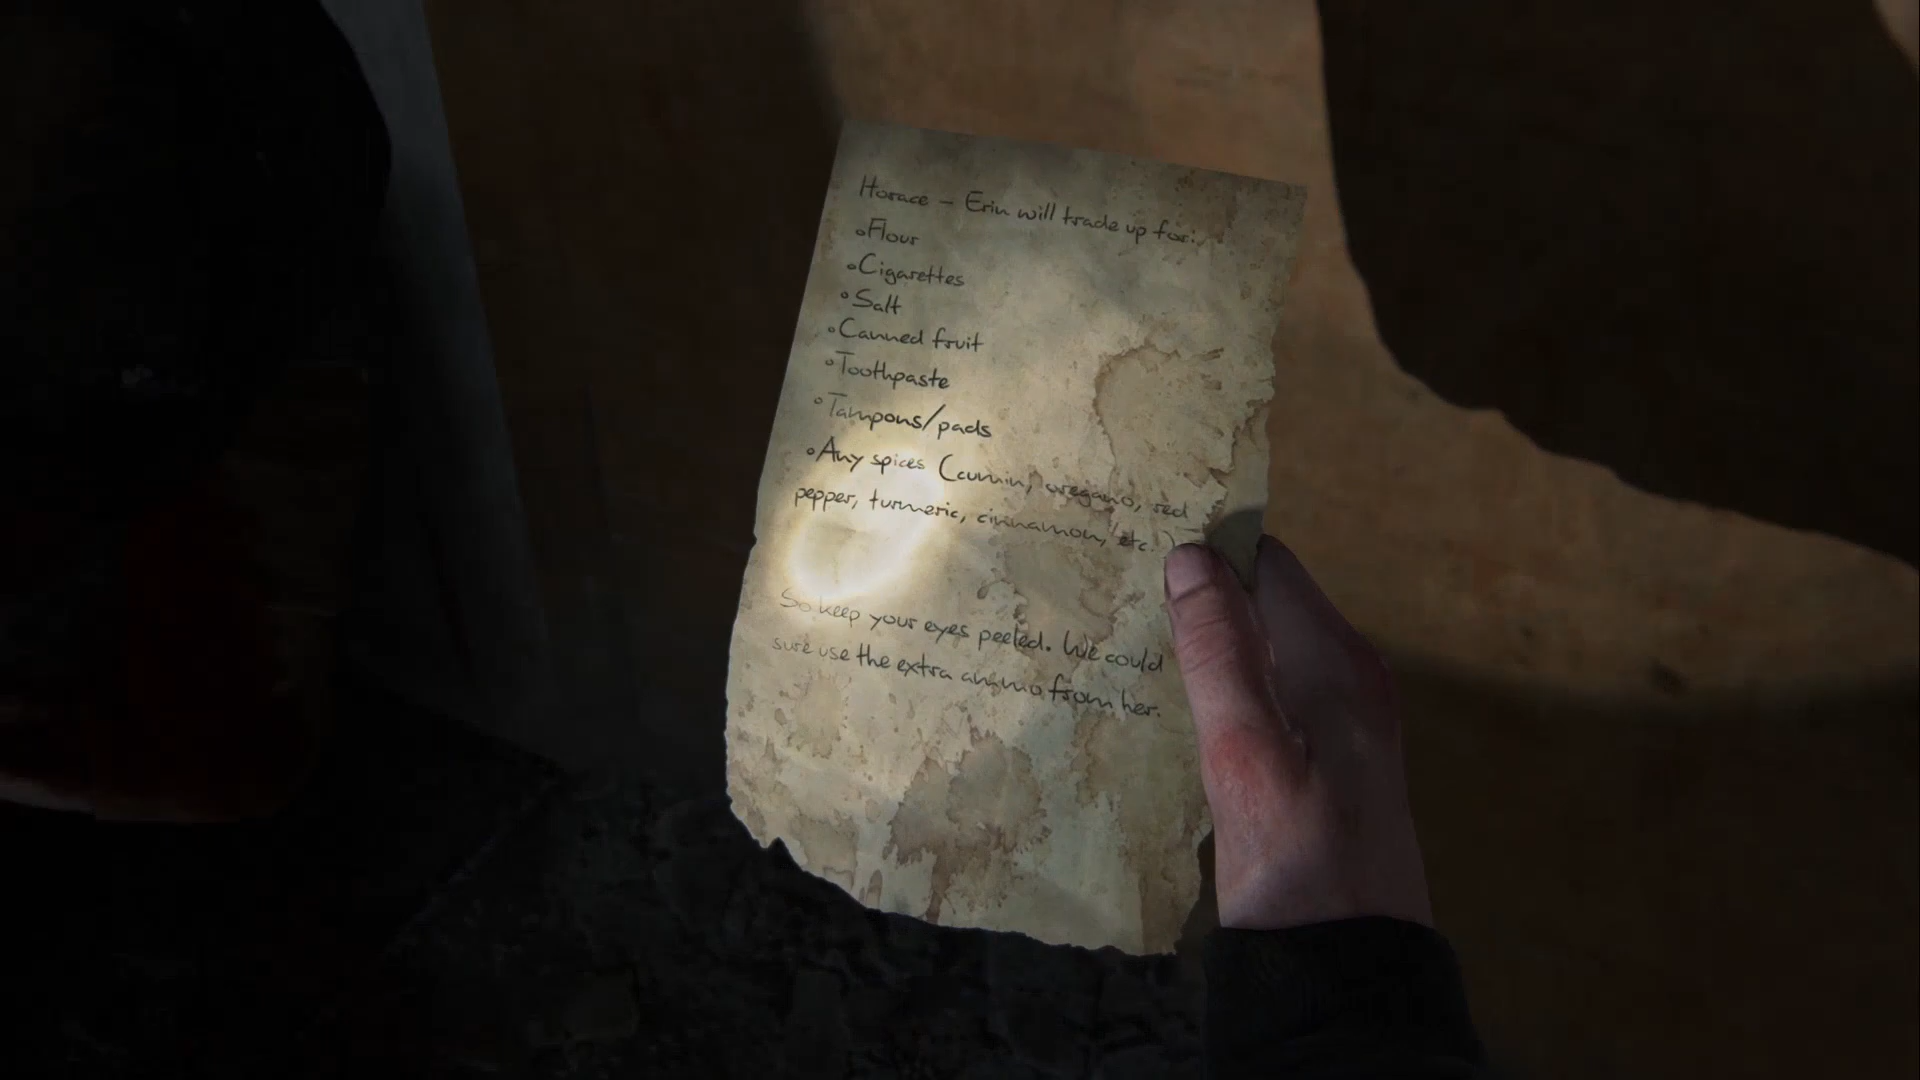 Horace - Erin will trade up for:
◦Flour
◦Cigarettes
◦Salt
◦Canned fruit
◦Toothpaste
◦Tampons/pads
◦Any spices (cumin, oregano, red
pepper, turmeric, cinnamon, etc.)
So keep your eyes peeled. We could
sure use the extra ammo from her.